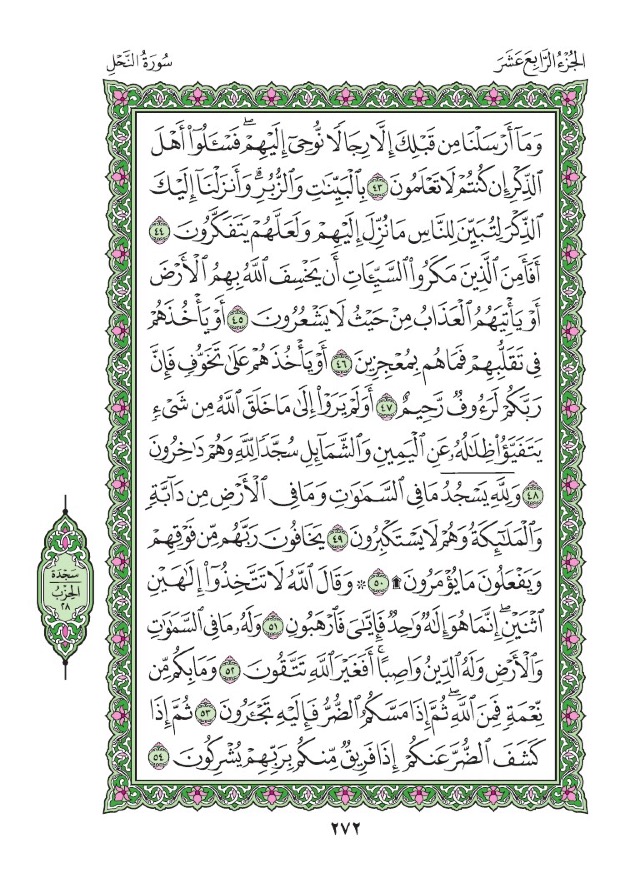 الجُزْءُ الرَّابِعَ عَشَرَ
سُورَةُ النَّحْلِ
وَمَآ أَرْسَلْنَا مِن قَبْلِكَ إِلَّا رِجَالًا نُّوحِىٓ إِلَيْهِمْ ۖ فَسْـَٔلُوٓا۟ أَهْلَ
ٱلذِّكْرِ إِن كُنتُمْ لَا تَعْلَمُونَ ٤٣ بِٱلْبَيِّنَـٰتِ وَٱلزُّبُرِ ۗ وَأَنزَلْنَآ إِلَيْكَ
ٱلذِّكْرَ لِتُبَيِّنَ لِلنَّاسِ مَا نُزِّلَ إِلَيْهِمْ وَلَعَلَّهُمْ يَتَفَكَّرُونَ ٤٤
أَفَأَمِنَ ٱلَّذِينَ مَكَرُوا۟ ٱلسَّيِّـَٔاتِ أَن يَخْسِفَ ٱللَّهُ بِهِمُ ٱلْأَرْضَ
أَوْ يَأْتِيَهُمُ ٱلْعَذَابُ مِنْ حَيْثُ لَا يَشْعُرُونَ ٤٥ أَوْ يَأْخُذَهُمْ
فِى تَقَلُّبِهِمْ فَمَا هُم بِمُعْجِزِينَ ٤٦ أَوْ يَأْخُذَهُمْ عَلَىٰ تَخَوُّفٍ فَإِنَّ
رَبَّكُمْ لَرَءُوفٌ رَّحِيمٌ ٤٧ أَوَلَمْ يَرَوْا۟ إِلَىٰ مَا خَلَقَ ٱللَّهُ مِن شَىْءٍ
يَتَفَيَّؤُا۟ ظِلَـٰلُهُۥ عَنِ ٱلْيَمِينِ وَٱلشَّمَآئِلِ سُجَّدًا لِّلَّهِ وَهُمْ دَٰخِرُونَ
٤٨ وَلِلَّهِ يَسْجُدُ مَا فِى ٱلسَّمَـٰوَٰتِ وَمَا فِى ٱلْأَرْضِ مِن دَآبَّةٍ
وَٱلْمَلَـٰٓئِكَةُ وَهُمْ لَا يَسْتَكْبِرُونَ ٤٩ يَخَافُونَ رَبَّهُم مِّن فَوْقِهِمْ
وَيَفْعَلُونَ مَا يُؤْمَرُونَ ۩ ٥٠ ۞ وَقَالَ ٱللَّهُ لَا تَتَّخِذُوٓا۟ إِلَـٰهَيْنِ
ٱثْنَيْنِ ۖ إِنَّمَا هُوَ إِلَـٰهٌ وَٰحِدٌ فَإِيَّـٰىَ فَٱرْهَبُونِ ٥١ وَلَهُۥ مَا فِى ٱلسَّمَـٰوَٰتِ
وَٱلْأَرْضِ وَلَهُ ٱلدِّينُ وَاصِبًا ۚ أَفَغَيْرَ ٱللَّهِ تَتَّقُونَ ٥٢ وَمَا بِكُم مِّن
نِّعْمَةٍ فَمِنَ ٱللَّهِ ۖ ثُمَّ إِذَا مَسَّكُمُ ٱلضُّرُّ فَإِلَيْهِ تَجْـَٔرُونَ ٥٣ ثُمَّ إِذَا
كَشَفَ ٱلضُّرَّ عَنكُمْ إِذَا فَرِيقٌ مِّنكُم بِرَبِّهِمْ يُشْرِكُونَ ٥٤
سَجْدَة
الحِزْبُ
٢٨
٢٧٢